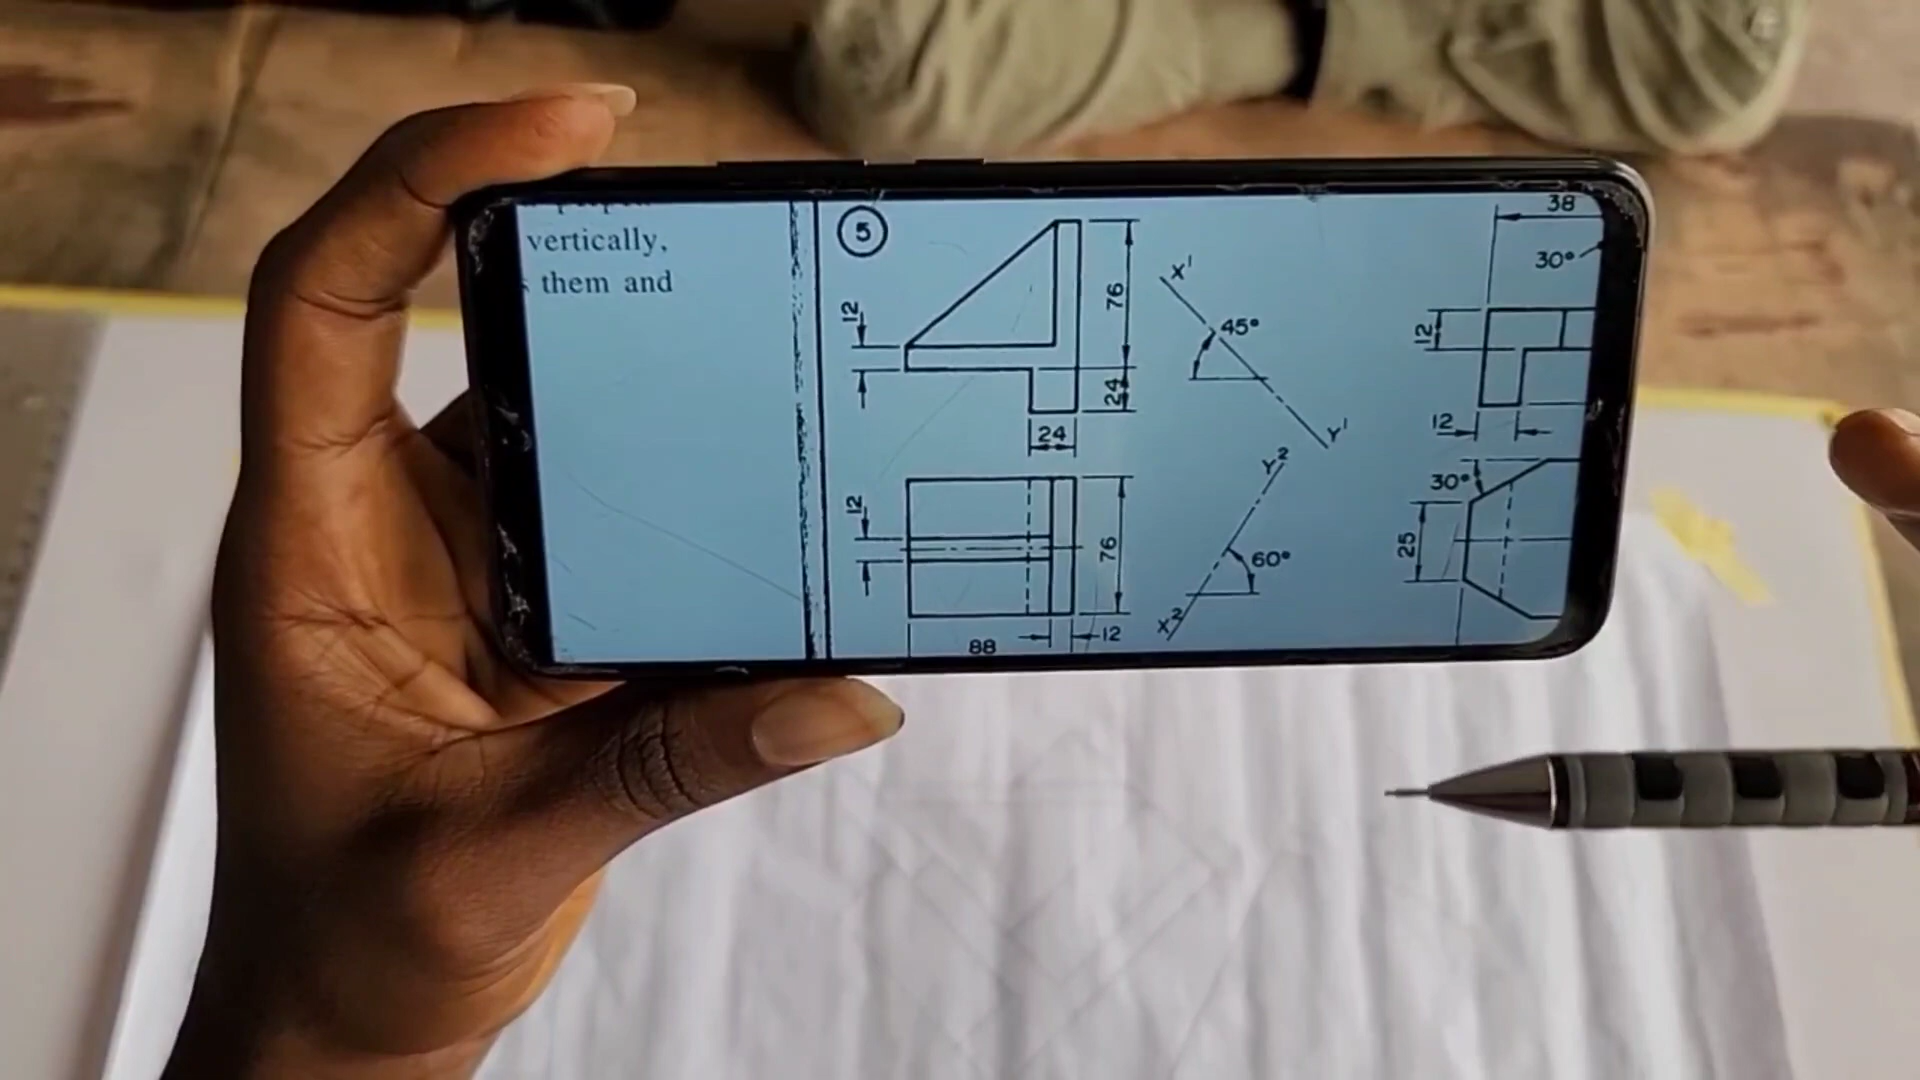 vertically,
them and
5
12
76
24
24
X¹
45°
Y¹
12
76
88
12
Y²
60°
X²
38
30°
12
12
30°
25